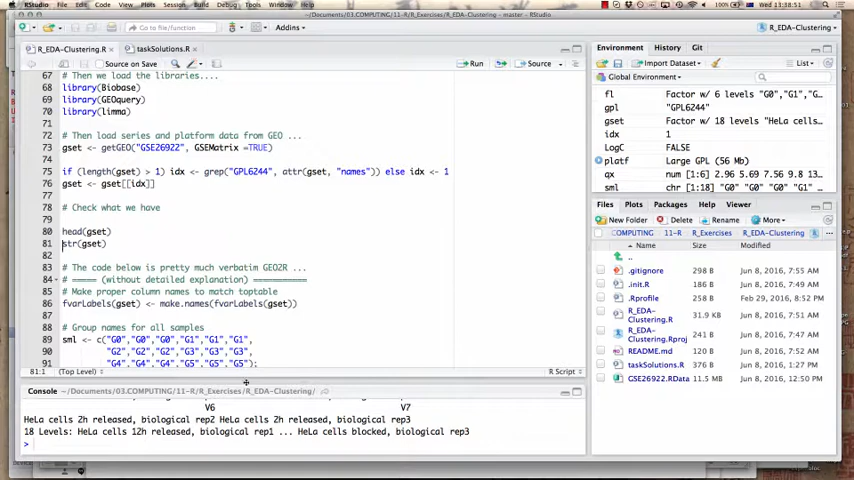 RStudio File Edit Code View Plots Session Build Debug Tools Window Help
100% Wed 13:38:51
~/Documents/03.COMPUTING/11-R/R_Exercises/R_EDA-Clustering - master - RStudio
Go to file/function Addins R_EDA-Clustering
R_EDA-Clustering.R taskSolutions.R
Source on Save Run Source
67 # Then we load the libraries....
68 library(Biobase)
69 library(GEOquery)
70 library(limma)
71
72 # Then load series and platform data from GEO ...
73 gset <- getGEO("GSE26922", GSEMatrix =TRUE)
74
75 if (length(gset) > 1) idx <- grep("GPL6244", attr(gset, "names")) else idx <- 1
76 gset <- gset[[idx]]
77
78 # Check what we have
79
80 head(gset)
81 str(gset)
82
83 # The code below is pretty much verbatim GEO2R ...
84 # ===== (without detailed explanation) ===========
85 # Make proper column names to match toptable
86 fvarLabels(gset) <- make.names(fvarLabels(gset))
87
88 # Group names for all samples
89 sml <- c("G0","G0","G0","G1","G1","G1",
90 "G2","G2","G2","G3","G3","G3",
91 "G4","G4","G4","G5","G5","G5");
81:1 (Top Level) R Script
Console ~/Documents/03.COMPUTING/11-R/R_Exercises/R_EDA-Clustering/
V6 V7
HeLa cells 2h released, biological rep2 HeLa cells 2h released, biological rep3
18 Levels: HeLa cells 12h released, biological rep1 ... HeLa cells blocked, biological rep3
>
Environment History Git
Import Dataset List
Global Environment
fl Factor w/ 6 levels "G0","G1","G…
gpl "GPL6244"
gset Factor w/ 18 levels "HeLa c…
idx 1
LogC FALSE
platf Large GPL (56 Mb)
qx num [1:6] 2.96 5.69 7.56 8.8 13…
sml chr [1:18] "G0" "G0" "G0" "G1" …
Files Plots Packages Help Viewer
New Folder Delete Rename More
COMPUTING 11-R R_Exercises R_EDA-Clustering
Name Size Modified
..
.gitignore 298 B Jun 8, 2016, 7:55 AM
.init.R 186 B Jun 8, 2016, 7:55 AM
.Rprofile 298 B Feb 29, 2016, 8:52 PM
R_EDA-Clustering.R 31.9 KB Jun 8, 2016, 7:55 AM
R_EDA-Clustering.Rproj 241 B Jun 8, 2016, 7:47 AM
README.md 132 B Jun 8, 2016, 7:55 AM
taskSolutions.R 376 B Jun 8, 2016, 1:27 PM
GSE26922.RData 11.5 MB Jun 8, 2016, 12:50 PM